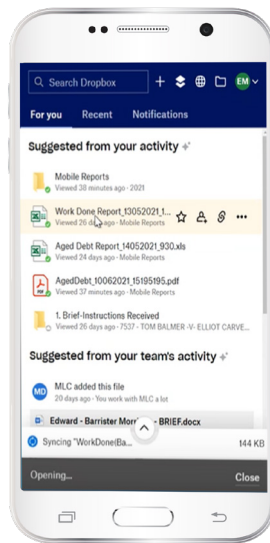 Search Dropbox
EM
For you Recent Notifications
Suggested from your activity
Mobile Reports
Viewed 38 minutes ago · 2021
Work Done Report_13052021_1...
Viewed 26 days ago · Mobile Reports
Aged Debt Report_14052021_930.xls
Viewed 24 days ago · Mobile Reports
AgedDebt_10062021_15195195.pdf
Viewed 37 minutes ago · Mobile Reports
1. Brief-Instructions Received
Viewed 26 days ago · 7537 - TOM BALMER -V- ELLIOT CARVE...
Suggested from your team's activity
MD
MLC added this file
20 days ago · You work with MLC a lot
Edward - Barrister Mor - BRIEF.docx
Syncing "WorkDone(Ba... 144 KB
Opening... Close